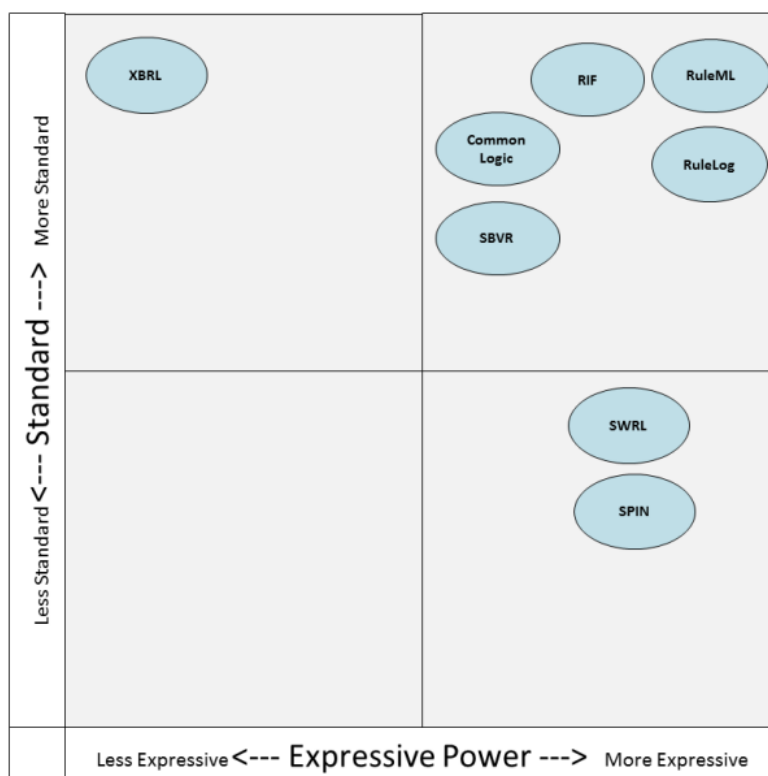 XBRL
RIF
RuleML
Common
Logic
RuleLog
SBVR
SWRL
SPIN
Less Standard <--- Standard ---> More Standard
Less Expressive <--- Expressive Power ---> More Expressive